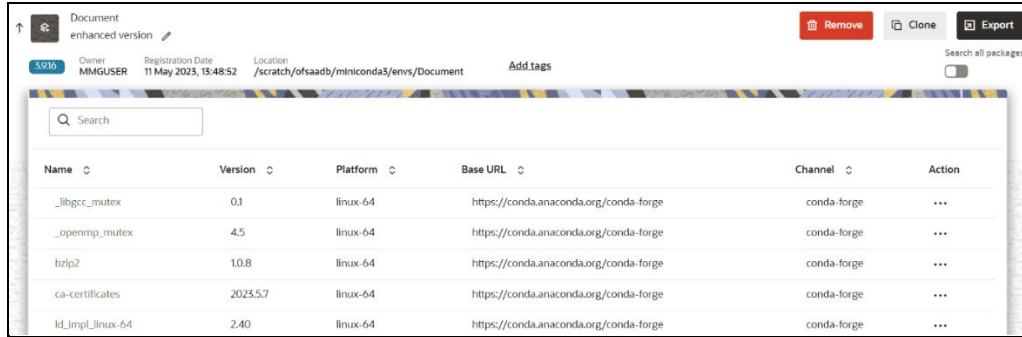 Document
enhanced version
Remove
Clone
Export
Search all packages
3.9.16
Owner
MMGUSER
Registration Date
11 May 2023, 13:48:52
Location
/scratch/ofsaadb/miniconda3/envs/Document
Add tags
Search
Name Version Platform Base URL Channel Action
_libgcc_mutex 0.1 linux-64 https://conda.anaconda.org/conda-forge conda-forge ...
_openmp_mutex 4.5 linux-64 https://conda.anaconda.org/conda-forge conda-forge ...
bzip2 1.0.8 linux-64 https://conda.anaconda.org/conda-forge conda-forge ...
ca-certificates 2023.5.7 linux-64 https://conda.anaconda.org/conda-forge conda-forge ...
ld_impl_linux-64 2.40 linux-64 https://conda.anaconda.org/conda-forge conda-forge ...